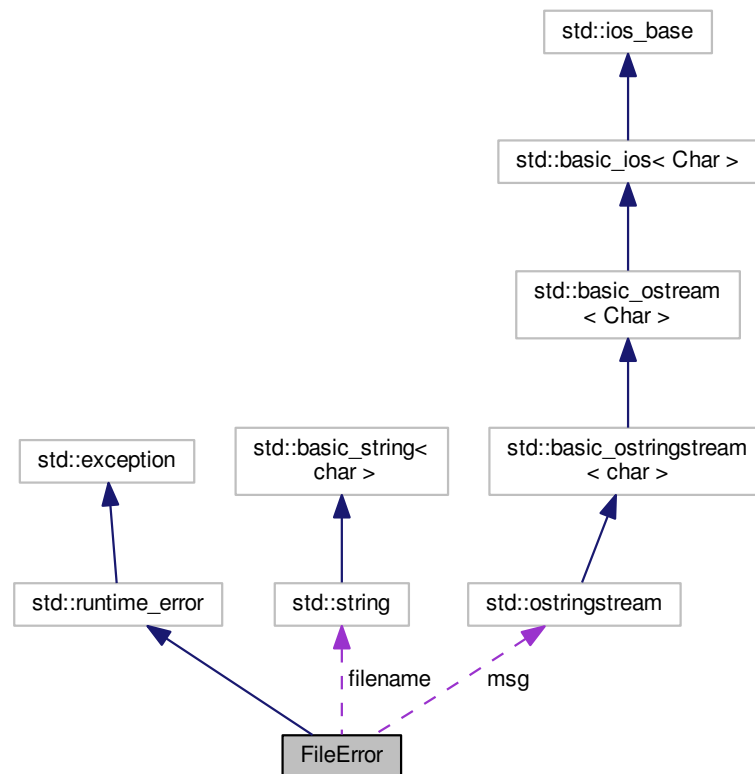 std::ios_base
std::basic_ios< Char >
std::basic_ostream
< Char >
std::exception
std::basic_string<
char >
std::basic_ostringstream
< char >
std::runtime_error
std::string
std::ostringstream
filename
msg
FileError